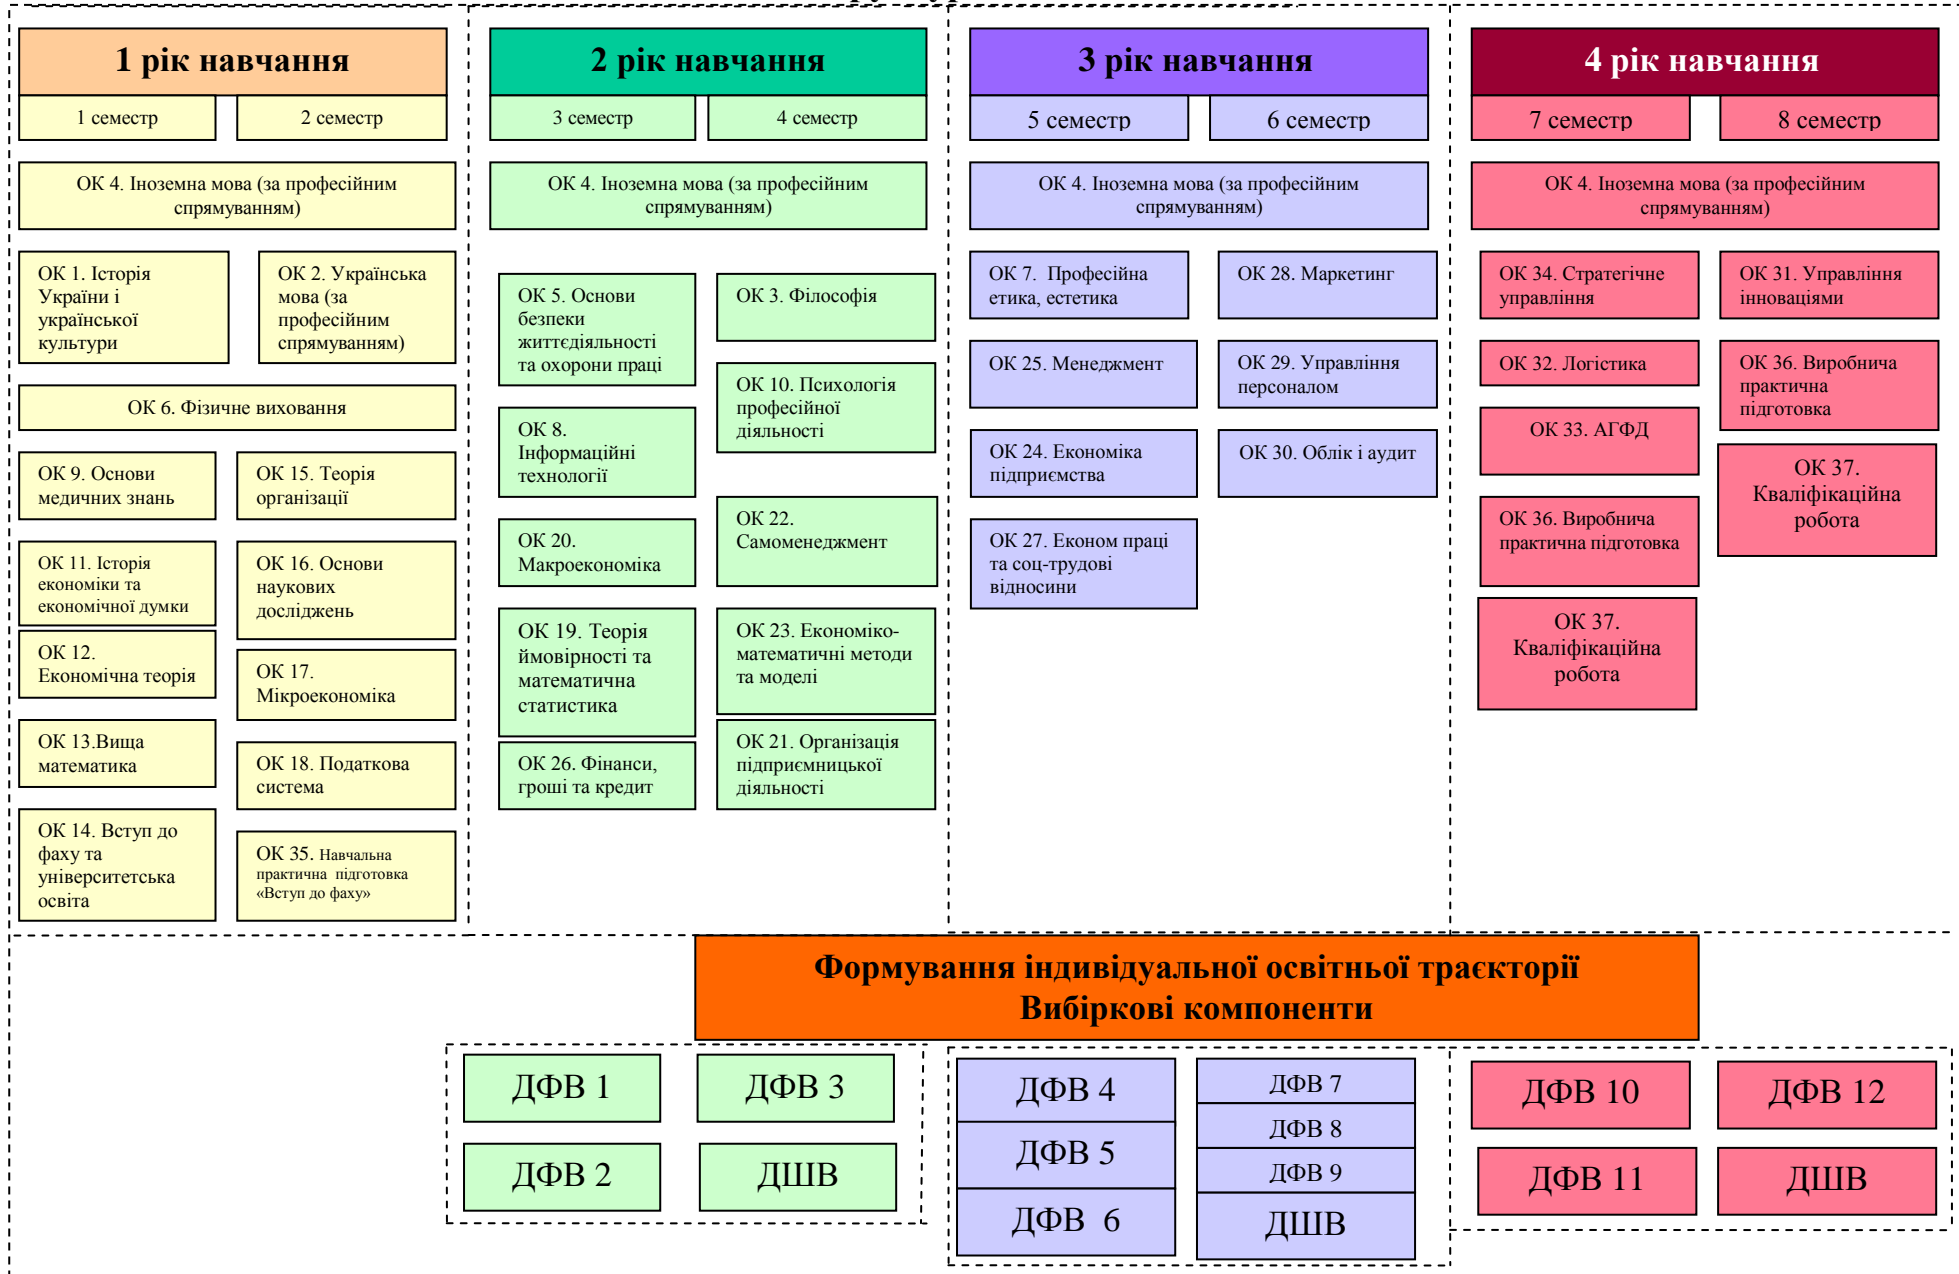 1 рік навчання
2 рік навчання
3 рік навчання
4 рік навчання
1 семестр
2 семестр
3 семестр
4 семестр
5 семестр
6 семестр
7 семестр
8 семестр
ОК 4. Іноземна мова (за професійним
спрямуванням)
ОК 4. Іноземна мова (за професійним
спрямуванням)
ОК 4. Іноземна мова (за професійним
спрямуванням)
ОК 4. Іноземна мова (за професійним
спрямуванням)
ОК 1. Історія
України і
української
культури
ОК 2. Українська
мова (за
професійним
спрямуванням)
ОК 6. Фізичне виховання
ОК 9. Основи
медичних знань
ОК 15. Теорія
організації
ОК 11. Історія
економіки та
економічної думки
ОК 16. Основи
наукових
досліджень
ОК 12.
Економічна теорія
ОК 17.
Мікроекономіка
ОК 13.Вища
математика
ОК 18. Податкова
система
ОК 14. Вступ до
фаху та
університетська
освіта
ОК 35. Навчальна
практична підготовка
«Вступ до фаху»
ОК 5. Основи
безпеки
життєдіяльності
та охорони праці
ОК 3. Філософія
ОК 10. Психологія
професійної
діяльності
ОК 8.
Інформаційні
технології
ОК 20.
Макроекономіка
ОК 22.
Самоменеджмент
ОК 19. Теорія
ймовірності та
математична
статистика
ОК 23. Економіко-
математичні методи
та моделі
ОК 26. Фінанси,
гроші та кредит
ОК 21. Організація
підприємницької
діяльності
ОК 7. Професійна
етика, естетика
ОК 28. Маркетинг
ОК 25. Менеджмент
ОК 29. Управління
персоналом
ОК 24. Економіка
підприємства
ОК 30. Облік і аудит
ОК 27. Економ праці
та соц-трудові
відносини
ОК 34. Стратегічне
управління
ОК 31. Управління
інноваціями
ОК 32. Логістика
ОК 36. Виробнича
практична
підготовка
ОК 33. АГФД
ОК 37.
Кваліфікаційна
робота
ОК 36. Виробнича
практична підготовка
ОК 37.
Кваліфікаційна
робота
Формування індивідуальної освітньої траєкторії
Вибіркові компоненти
ДФВ 1
ДФВ 3
ДФВ 2
ДШВ
ДФВ 4
ДФВ 5
ДФВ 6
ДФВ 7
ДФВ 8
ДФВ 9
ДШВ
ДФВ 10
ДФВ 12
ДФВ 11
ДШВ